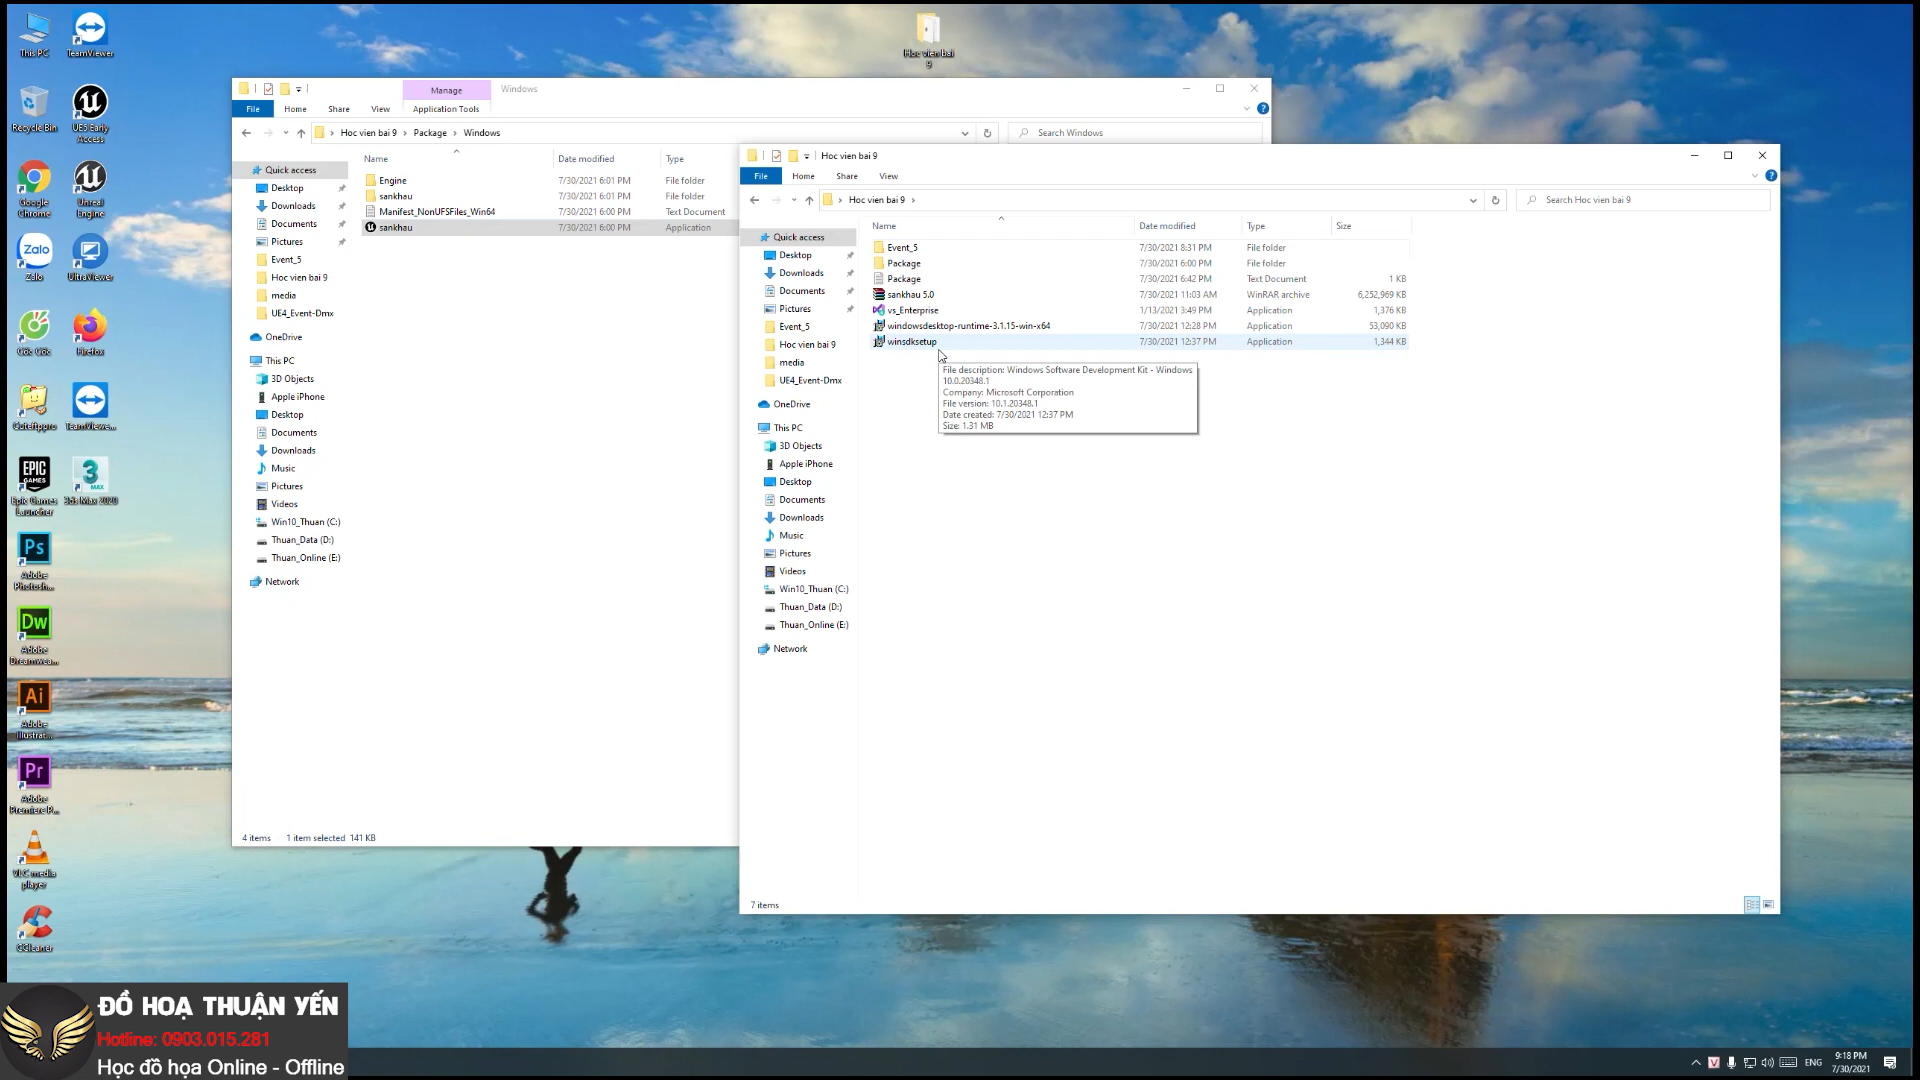 This PC
TeamViewer
Recycle Bin
UE5 Early
Access
Google
Chrome
Unreal
Engine
Zalo
Zalo
UltraViewer
Cốc Cốc
Firefox
Cuteftppro
TeamViewe...
EPIC
GAMES
Epic Games
Launcher
3
MAX
3ds Max 2020
Ps
Adobe
Photosh...
Dw
Adobe
Dreamwea...
Ai
Adobe
Illustrat...
Pr
Adobe
Premiere P...
VLC media
player
CCleaner
Hoc vien bai
9
Manage
Windows
File
Home
Share
View
Application Tools
Hoc vien bai 9 › Package › Windows
Search Windows
Name
Date modified
Type
Engine 7/30/2021 6:01 PM File folder
sankhau 7/30/2021 6:01 PM File folder
Manifest_NonUFSFiles_Win64 7/30/2021 6:00 PM Text Document
sankhau 7/30/2021 6:00 PM Application
Quick access
Desktop
Downloads
Documents
Pictures
Event_5
Hoc vien bai 9
media
UE4_Event-Dmx
OneDrive
This PC
3D Objects
Apple iPhone
Desktop
Documents
Downloads
Music
Pictures
Videos
Win10_Thuan (C:)
Thuan_Data (D:)
Thuan_Online (E:)
Network
4 items 1 item selected 141 KB
Hoc vien bai 9
File
Home
Share
View
Hoc vien bai 9 ›
Search Hoc vien bai 9
Name
Date modified
Type
Size
Event_5 7/30/2021 8:31 PM File folder
Package 7/30/2021 6:00 PM File folder
Package 7/30/2021 6:42 PM Text Document 1 KB
sankhau 5.0 7/30/2021 11:03 AM WinRAR archive 6,252,969 KB
vs_Enterprise 1/13/2021 3:49 PM Application 1,376 KB
windowsdesktop-runtime-3.1.15-win-x64 7/30/2021 12:28 PM Application 53,090 KB
winsdksetup 7/30/2021 12:37 PM Application 1,344 KB
File description: Windows Software Development Kit - Windows
10.0.20348.1
Company: Microsoft Corporation
File version: 10.1.20348.1
Date created: 7/30/2021 12:37 PM
Size: 1.31 MB
Quick access
Desktop
Downloads
Documents
Pictures
Event_5
Hoc vien bai 9
media
UE4_Event-Dmx
OneDrive
This PC
3D Objects
Apple iPhone
Desktop
Documents
Downloads
Music
Pictures
Videos
Win10_Thuan (C:)
Thuan_Data (D:)
Thuan_Online (E:)
Network
7 items
ĐỒ HOẠ THUẬN YẾN
Hotline: 0903.015.281
Học đồ họa Online - Offline
V
ENG
9:18 PM
7/30/2021